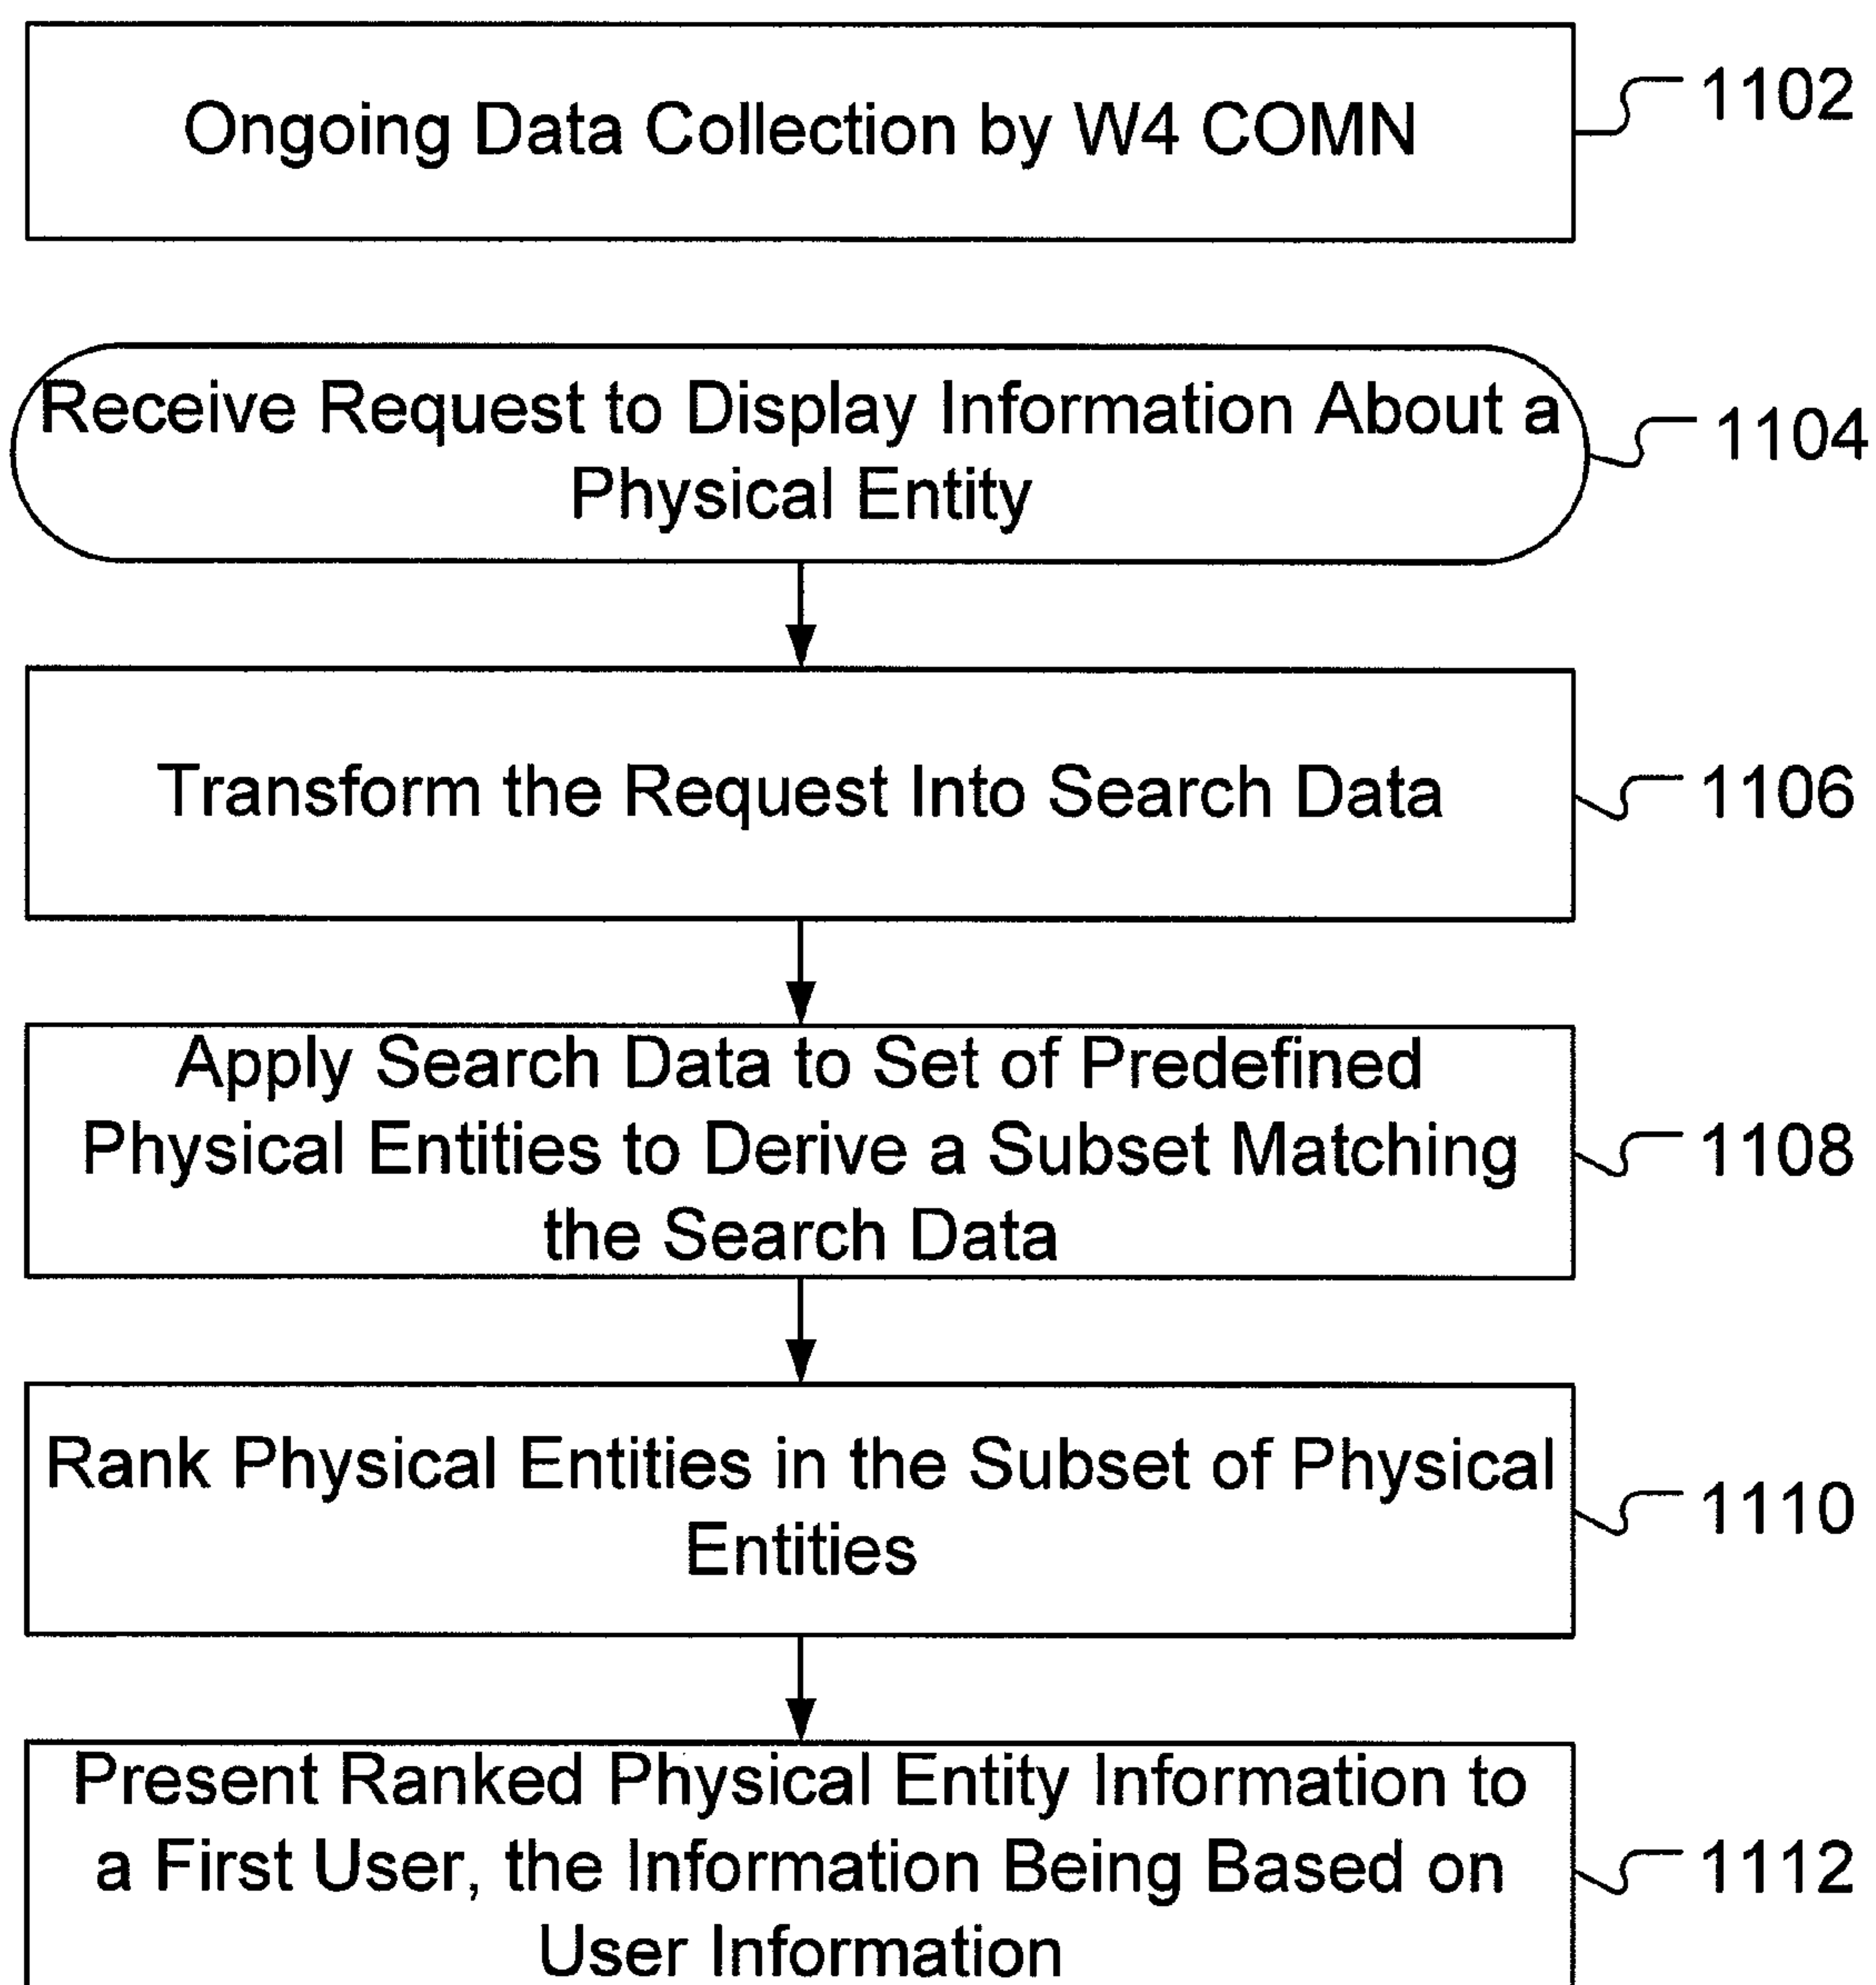 Ongoing Data Collection by W4 COMN
1102
Receive Request to Display Information About a
Physical Entity
1104
Transform the Request Into Search Data
1106
Apply Search Data to Set of Predefined
Physical Entities to Derive a Subset Matching
the Search Data
1108
Rank Physical Entities in the Subset of Physical
Entities
1110
Present Ranked Physical Entity Information to
a First User, the Information Being Based on
User Information
1112